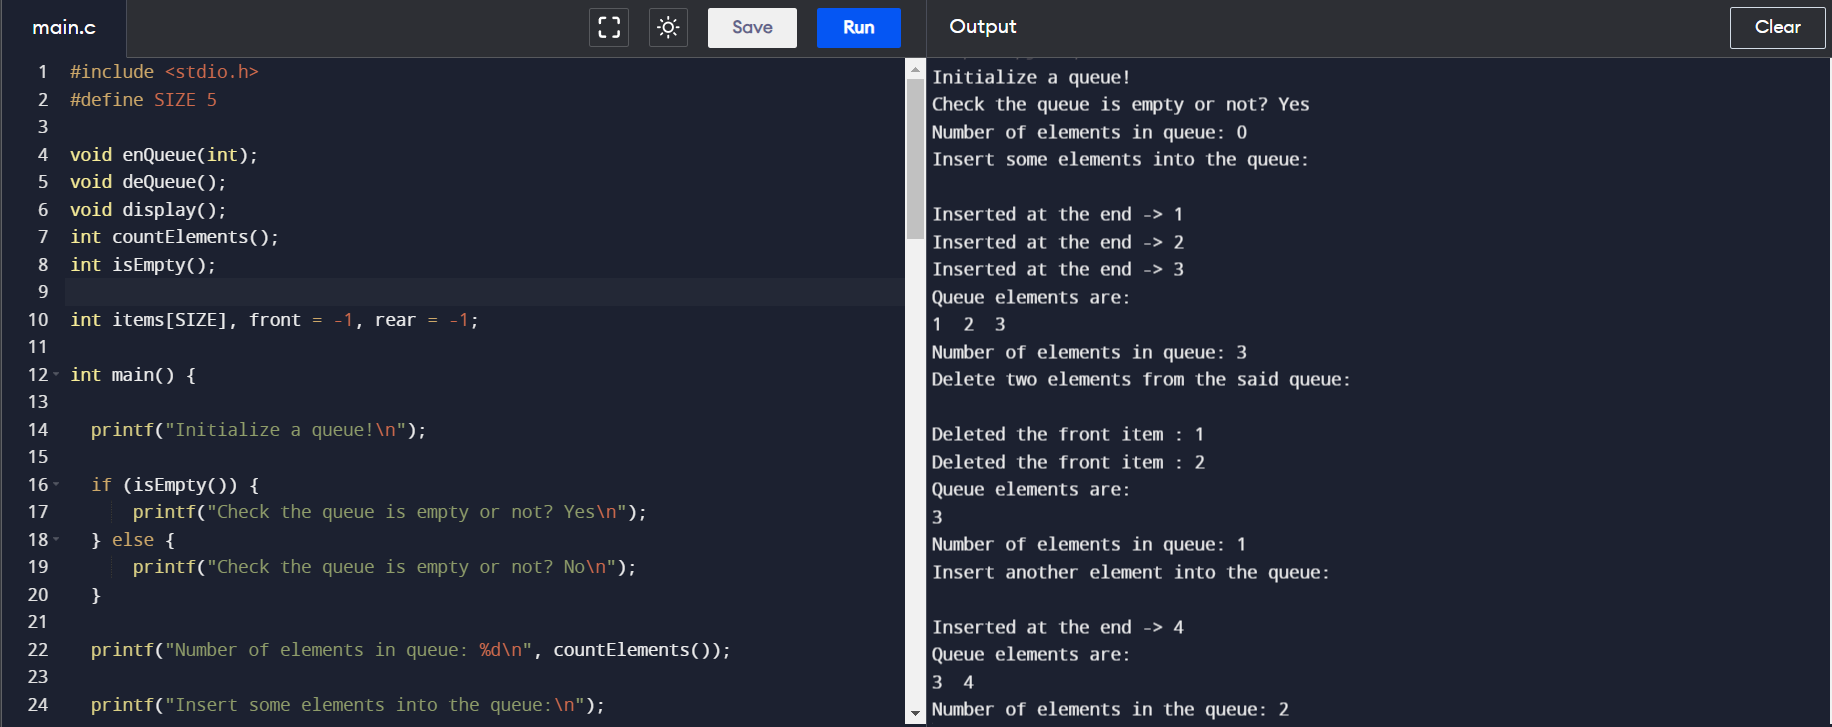 main.c
Save
Run
Output
Clear
1 #include <stdio.h>
2 #define SIZE 5
3
4 void enQueue(int);
5 void deQueue();
6 void display();
7 int countElements();
8 int isEmpty();
9
10 int items[SIZE], front = -1, rear = -1;
11
12 int main() {
13
14 printf("Initialize a queue!\n");
15
16 if (isEmpty()) {
17 printf("Check the queue is empty or not? Yes\n");
18 } else {
19 printf("Check the queue is empty or not? No\n");
20 }
21
22 printf("Number of elements in queue: %d\n", countElements());
23
24 printf("Insert some elements into the queue:\n");
Initialize a queue!
Check the queue is empty or not? Yes
Number of elements in queue: 0
Insert some elements into the queue:
Inserted at the end -> 1
Inserted at the end -> 2
Inserted at the end -> 3
Queue elements are:
1 2 3
Number of elements in queue: 3
Delete two elements from the said queue:
Deleted the front item : 1
Deleted the front item : 2
Queue elements are:
3
Number of elements in queue: 1
Insert another element into the queue:
Inserted at the end -> 4
Queue elements are:
3 4
Number of elements in the queue: 2